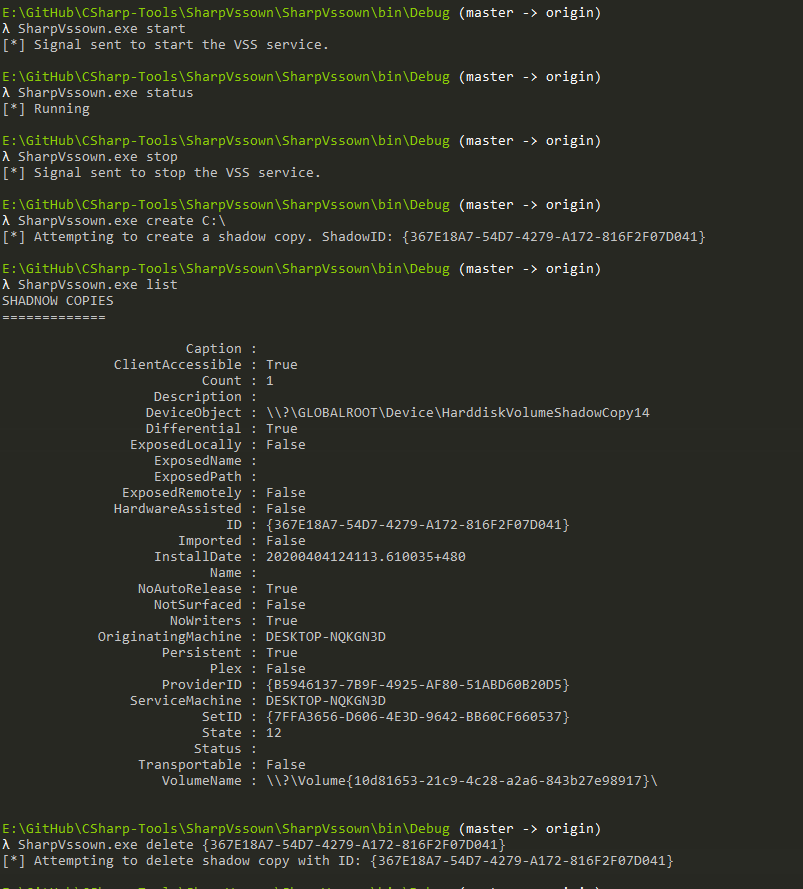 E:\GitHub\CSharp-Tools\SharpVssown\SharpVssown\bin\Debug (master -> origin)
λ SharpVssown.exe start
[*] Signal sent to start the VSS service.
E:\GitHub\CSharp-Tools\SharpVssown\SharpVssown\bin\Debug (master -> origin)
λ SharpVssown.exe status
[*] Running
E:\GitHub\CSharp-Tools\SharpVssown\SharpVssown\bin\Debug (master -> origin)
λ SharpVssown.exe stop
[*] Signal sent to stop the VSS service.
E:\GitHub\CSharp-Tools\SharpVssown\SharpVssown\bin\Debug (master -> origin)
λ SharpVssown.exe create C:\
[*] Attempting to create a shadow copy. ShadowID: {367E18A7-54D7-4279-A172-816F2F07D041}
E:\GitHub\CSharp-Tools\SharpVssown\SharpVssown\bin\Debug (master -> origin)
λ SharpVssown.exe list
SHADNOW COPIES
=============
Caption :
ClientAccessible : True
Count : 1
Description :
DeviceObject : \\?\GLOBALROOT\Device\HarddiskVolumeShadowCopy14
Differential : True
ExposedLocally : False
ExposedName :
ExposedPath :
ExposedRemotely : False
HardwareAssisted : False
ID : {367E18A7-54D7-4279-A172-816F2F07D041}
Imported : False
InstallDate : 20200404124113.610035+480
Name :
NoAutoRelease : True
NotSurfaced : False
NoWriters : True
OriginatingMachine : DESKTOP-NQKGN3D
Persistent : True
Plex : False
ProviderID : {B5946137-7B9F-4925-AF80-51ABD60B20D5}
ServiceMachine : DESKTOP-NQKGN3D
SetID : {7FFA3656-D606-4E3D-9642-BB60CF660537}
State : 12
Status :
Transportable : False
VolumeName : \\?\Volume{10d81653-21c9-4c28-a2a6-843b27e98917}\
E:\GitHub\CSharp-Tools\SharpVssown\SharpVssown\bin\Debug (master -> origin)
λ SharpVssown.exe delete {367E18A7-54D7-4279-A172-816F2F07D041}
[*] Attempting to delete shadow copy with ID: {367E18A7-54D7-4279-A172-816F2F07D041}